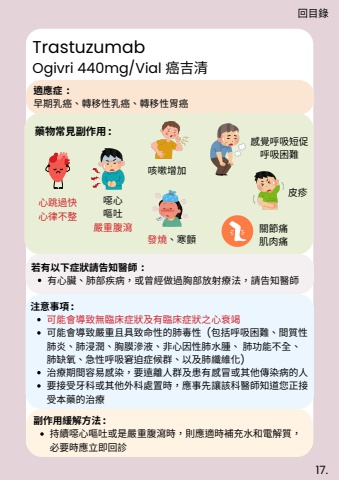 回目錄
Trastuzumab
Ogivri 440mg/Vial 癌吉清
適應症：
早期乳癌、轉移性乳癌、轉移性胃癌
藥物常見副作用：
心跳過快
心律不整
噁心
嘔吐
嚴重腹瀉
咳嗽增加
發燒、寒顫
感覺呼吸短促
呼吸困難
皮疹
關節痛
肌肉痛
若有以下症狀請告知醫師：
• 有心臟、肺部疾病，或曾經做過胸部放射療法，請告知醫師
注意事項：
• 可能會導致無臨床症狀及有臨床症狀之心衰竭
• 可能會導致嚴重且具致命性的肺毒性（包括呼吸困難、間質性
肺炎、肺浸潤、胸膜滲液、非心因性肺水腫、肺功能不全、
肺缺氧、急性呼吸窘迫症候群、以及肺纖維化）
• 治療期間容易感染，要遠離人群及患有感冒或其他傳染病的人
• 要接受牙科或其他外科處置時，應事先讓該科醫師知道您正接
受本藥的治療
副作用緩解方法：
• 持續噁心嘔吐或是嚴重腹瀉時，則應適時補充水和電解質，
必要時應立即回診
17.